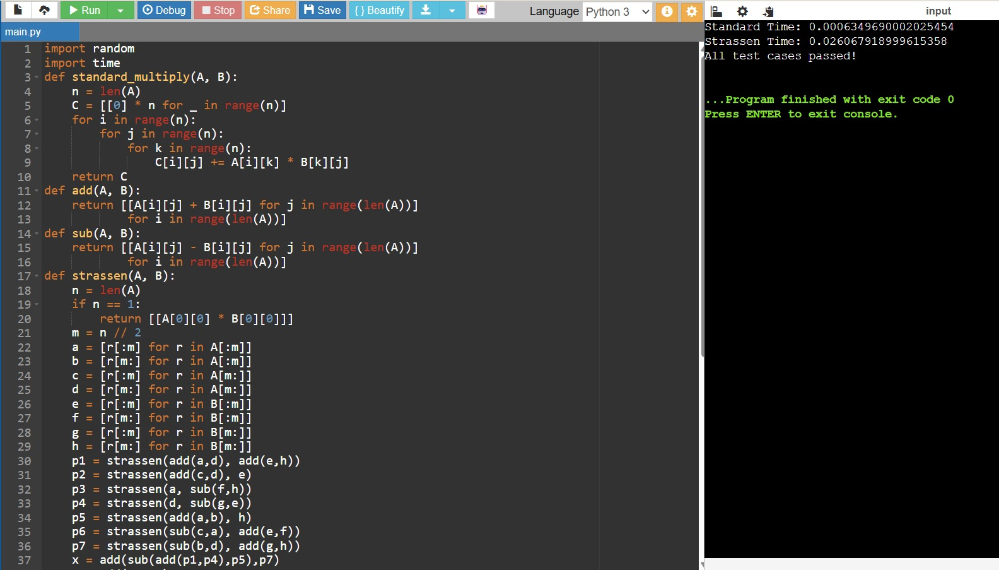 Run Debug Stop Share Save { } Beautify Language Python 3 input
main.py
1 import random
2 import time
3 def standard_multiply(A, B):
4 n = len(A)
5 C = [[0] * n for _ in range(n)]
6 for i in range(n):
7 for j in range(n):
8 for k in range(n):
9 C[i][j] += A[i][k] * B[k][j]
10 return C
11 def add(A, B):
12 return [[A[i][j] + B[i][j] for j in range(len(A))]
13 for i in range(len(A))]
14 def sub(A, B):
15 return [[A[i][j] - B[i][j] for j in range(len(A))]
16 for i in range(len(A))]
17 def strassen(A, B):
18 n = len(A)
19 if n == 1:
20 return [[A[0][0] * B[0][0]]]
21 m = n // 2
22 a = [r[:m] for r in A[:m]]
23 b = [r[m:] for r in A[:m]]
24 c = [r[:m] for r in A[m:]]
25 d = [r[m:] for r in A[m:]]
26 e = [r[:m] for r in B[:m]]
27 f = [r[m:] for r in B[:m]]
28 g = [r[:m] for r in B[m:]]
29 h = [r[m:] for r in B[m:]]
30 p1 = strassen(add(a,d), add(e,h))
31 p2 = strassen(add(c,d), e)
32 p3 = strassen(a, sub(f,h))
33 p4 = strassen(d, sub(g,e))
34 p5 = strassen(add(a,b), h)
35 p6 = strassen(sub(c,a), add(e,f))
36 p7 = strassen(sub(b,d), add(g,h))
37 x = add(sub(add(p1,p4),p5),p7)
Standard Time: 0.0006349690002025454
Strassen Time: 0.026067918999615358
All test cases passed!
...Program finished with exit code 0
Press ENTER to exit console.